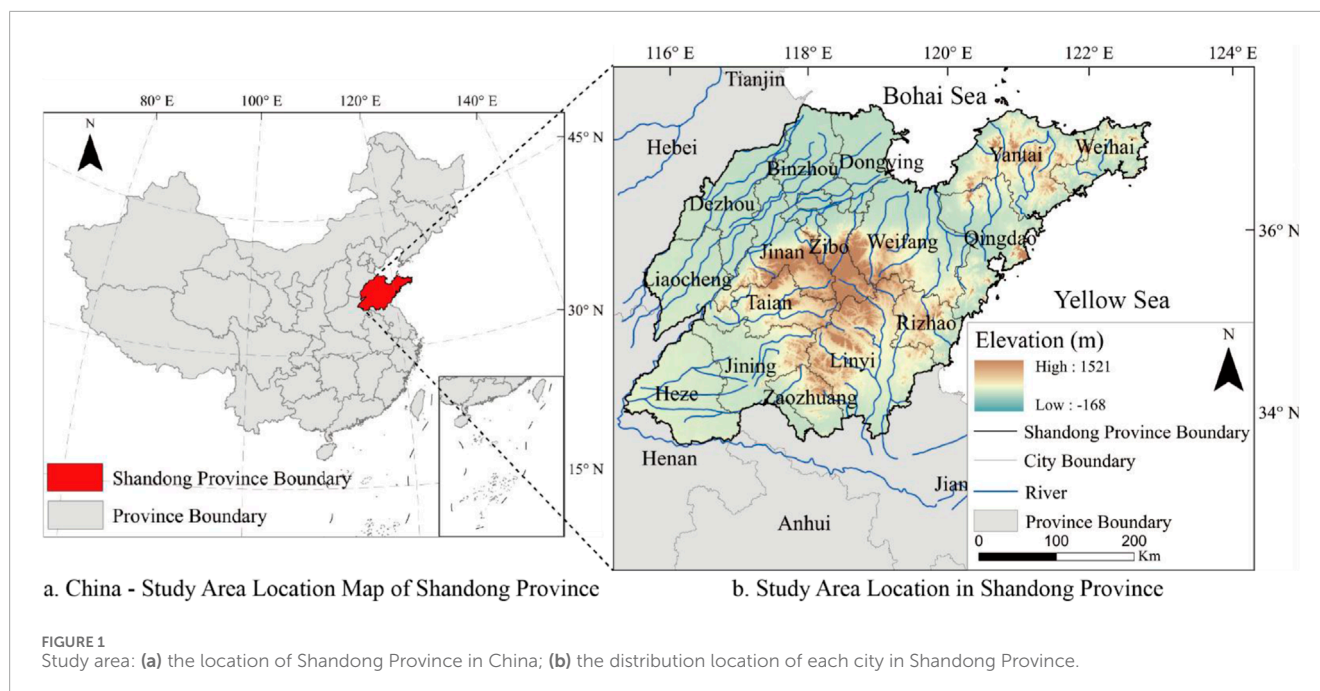 116° E 118° E 120° E 122° E 124° E
Tianjin
Bohai Sea
80° E 100° E 120° E 140° E
N
45° N
Hebei
Yantai
Weihai
Dongying
Binzhou
Dezhou
36° N
Qingdao
Jinan Zibo Weifang
Liaocheng
Taian
Yellow Sea
30° N
Rizhao
Elevation (m)
N
High : 1521
Low : -168
Jining
Linyi
Heze
Zaozhuang
34° N
Shandong Province Boundary
Henan
City Boundary
15° N
Shandong Province Boundary
Jian
River
Province Boundary
Anhui
Province Boundary
0 100 200
Km
a. China - Study Area Location Map of Shandong Province
b. Study Area Location in Shandong Province
FIGURE 1
Study area: (a) the location of Shandong Province in China; (b) the distribution location of each city in Shandong Province.